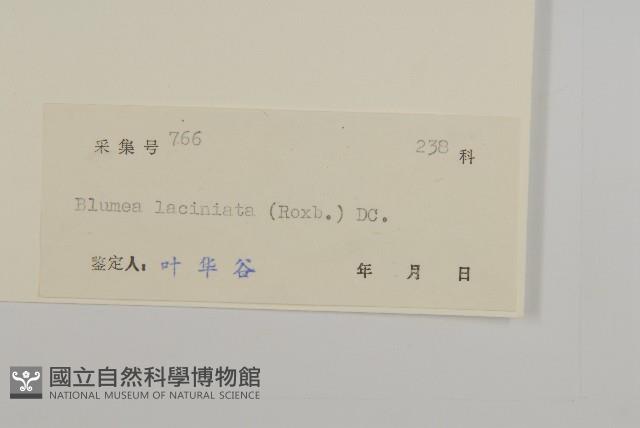 采集号 766 238 科
Blumea laciniata (Roxb.) DC.
鉴定人: 叶华谷 年 月 日
國立自然科學博物館
NATIONAL MUSEUM OF NATURAL SCIENCE